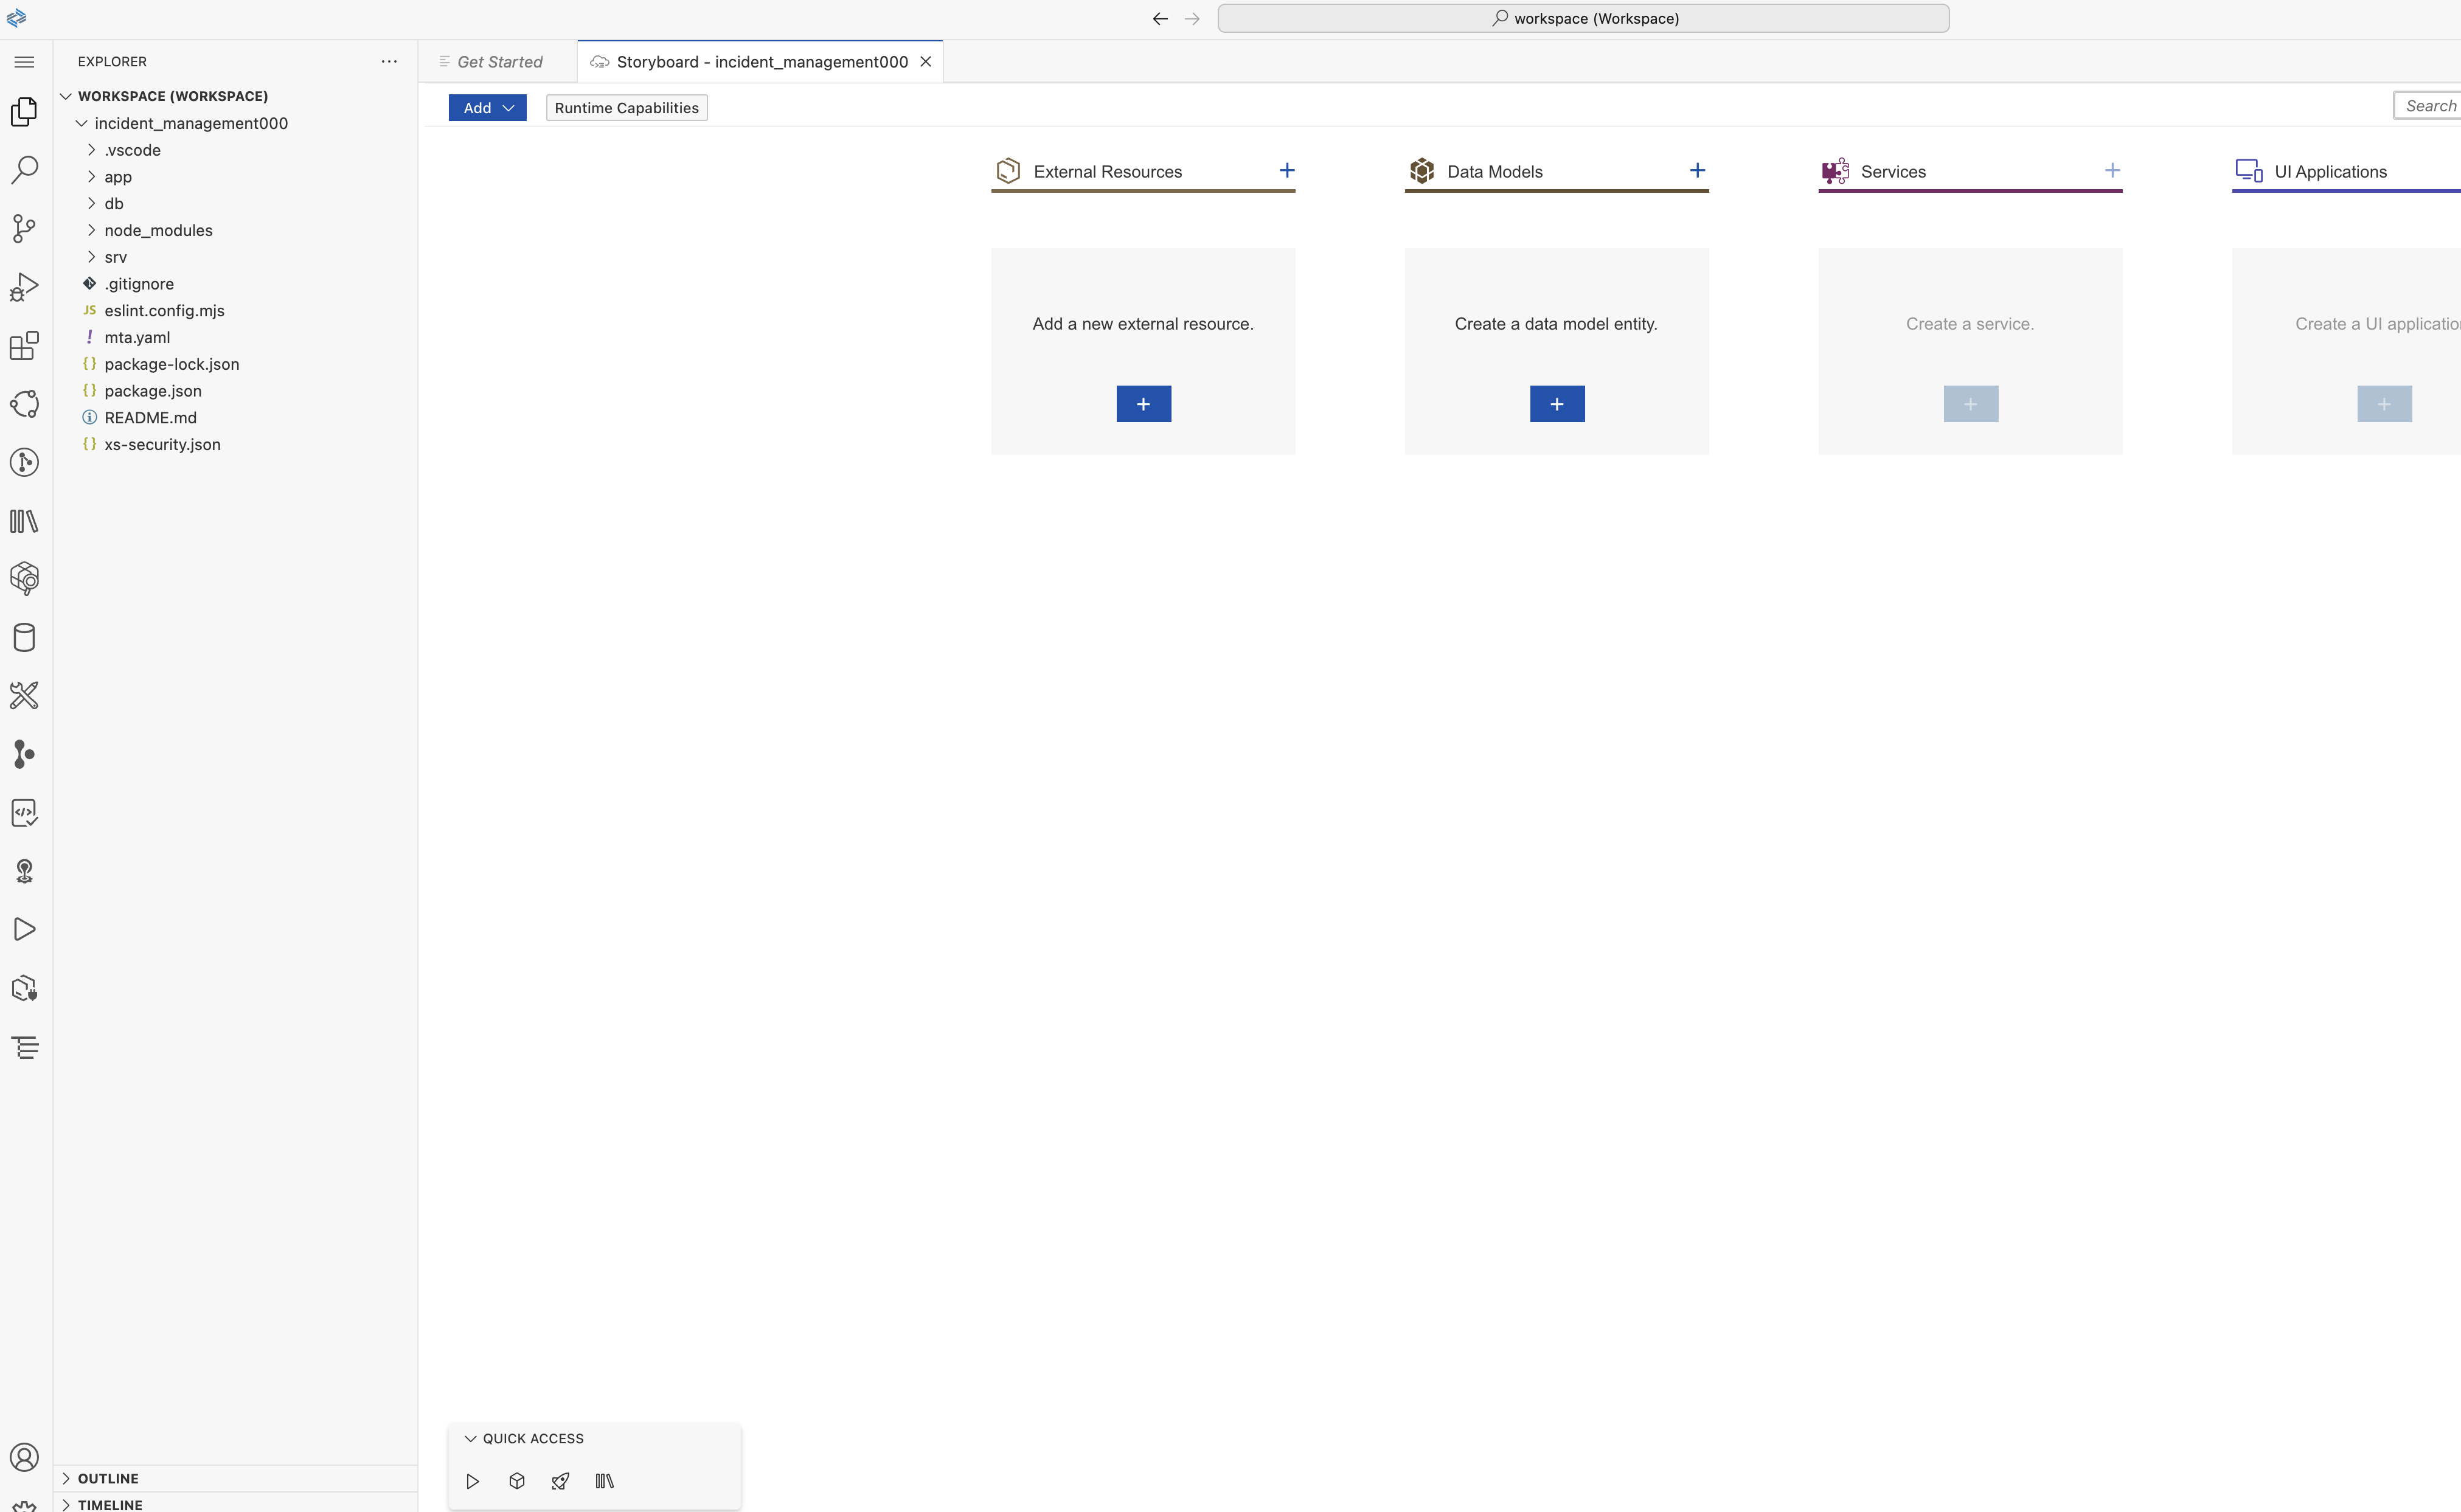 workspace (Workspace)
EXPLORER
WORKSPACE (WORKSPACE)
incident_management000
.vscode
app
db
node_modules
srv
.gitignore
JS eslint.config.mjs
! mta.yaml
{} package-lock.json
{} package.json
README.md
{} xs-security.json
OUTLINE
TIMELINE
Get Started
Storyboard - incident_management000
Add
Runtime Capabilities
Search
External Resources
Data Models
Services
UI Applications
Add a new external resource.
Create a data model entity.
Create a service.
Create a UI applicatio
QUICK ACCESS